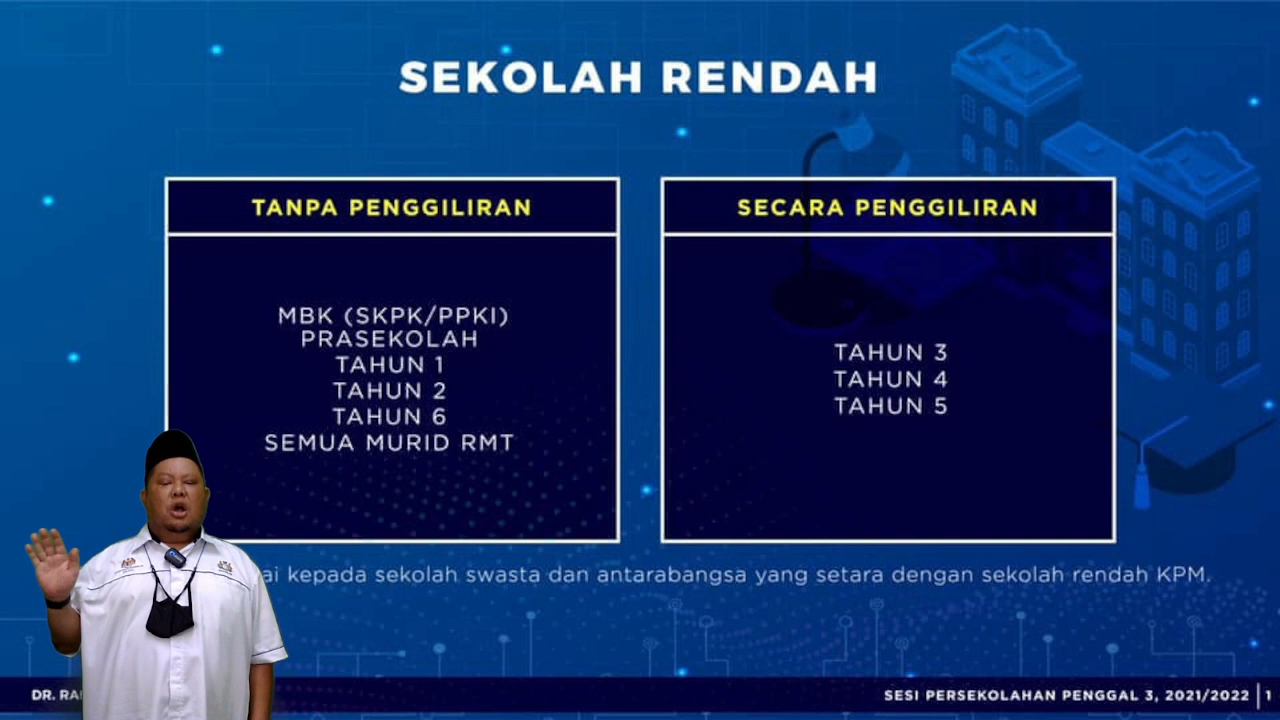 SEKOLAH RENDAH
TANPA PENGGILIRAN
MBK (SKPK/PPKI)
PRASEKOLAH
TAHUN 1
TAHUN 2
TAHUN 6
SEMUA MURID RMT
SECARA PENGGILIRAN
TAHUN 3
TAHUN 4
TAHUN 5
kepada sekolah swasta dan antarabangsa yang setara dengan sekolah rendah KPM.
DR.
SESI PERSEKOLAHAN PENGGAL 3, 2021/2022 | 1